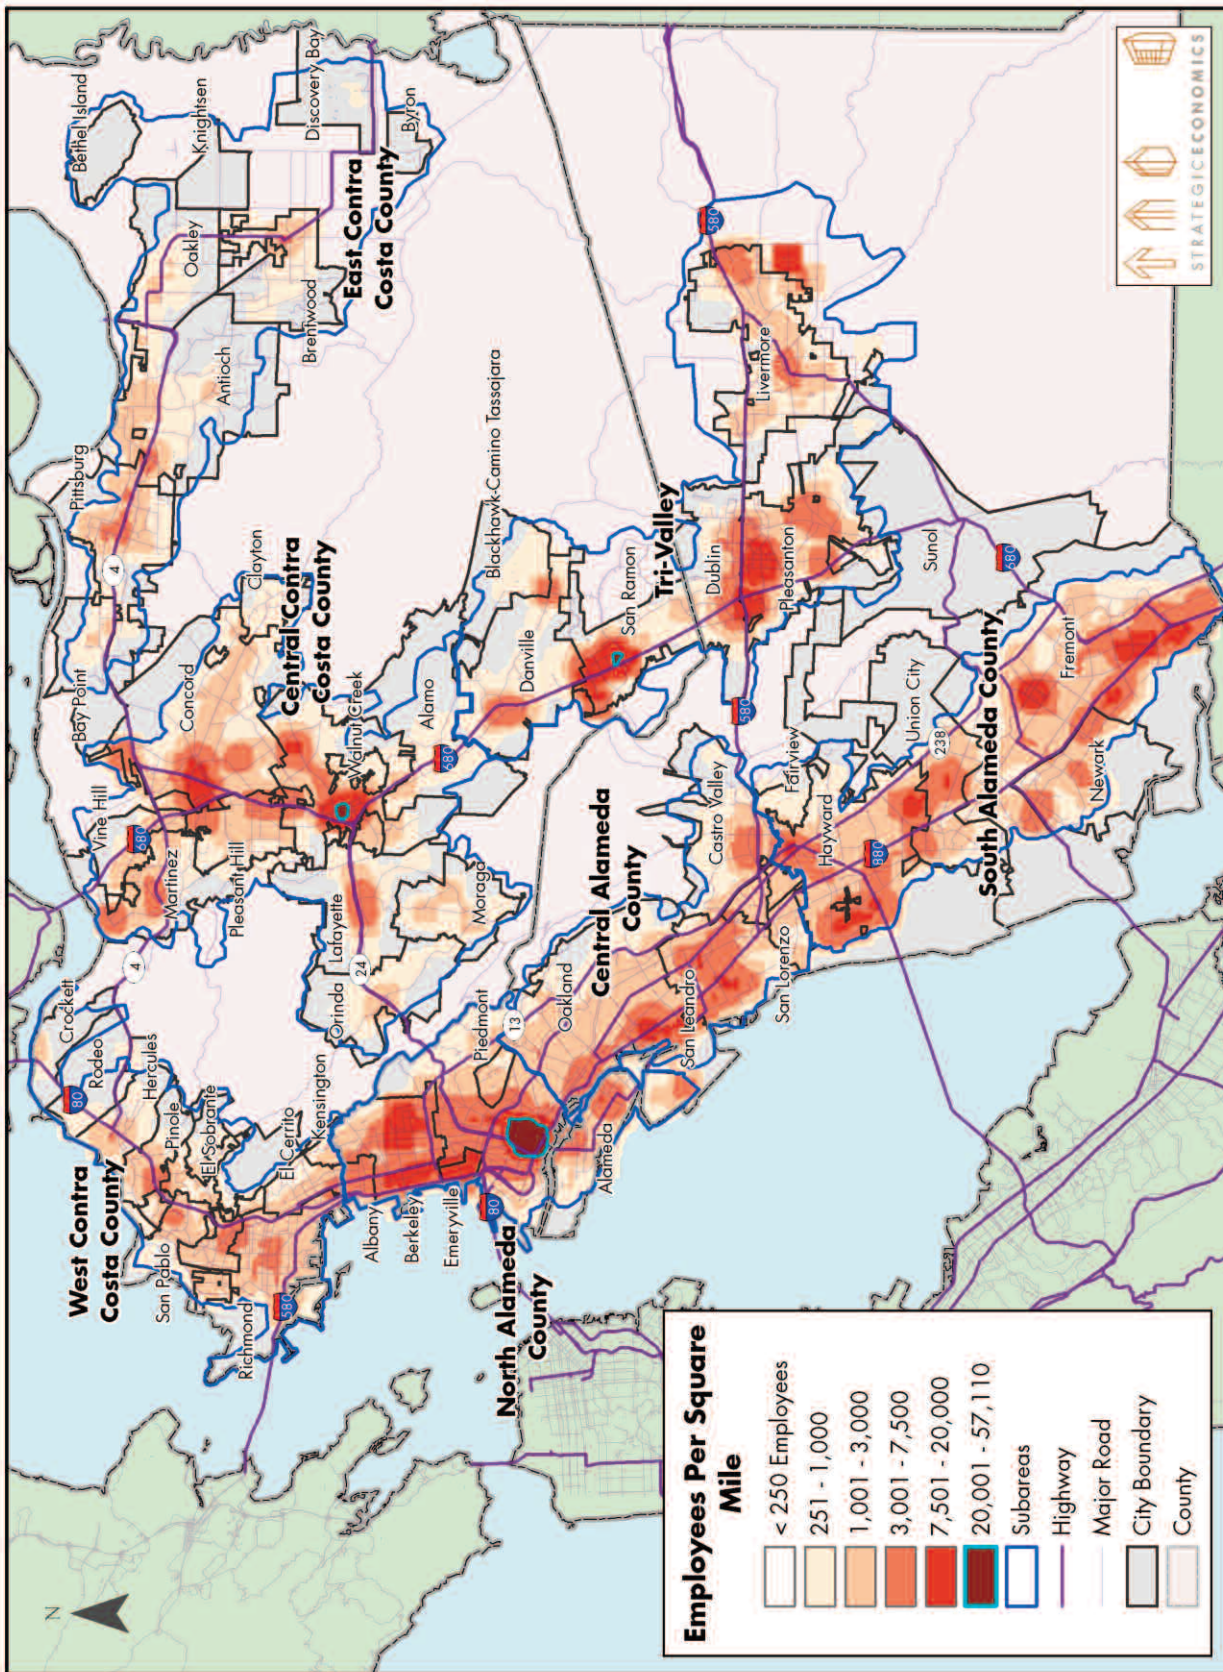 N
Bethel Island
Knightsen
Discovery Bay
Byron
Oakley
Brentwood
East Contra
Costa County
Antioch
Pittsburg
4
Bay Point
Clayton
Concord
Central Contra
Costa County
Walnut Creek
Vine Hill
680
Martinez
Pleasant Hill
4
Crockett
Rodeo
80
Hercules
Pinole
El Sobrante
El Cerrito
Kensington
West Contra
Costa County
San Pablo
Richmond
580
Lafayette
24
Orinda
Moraga
Alamo
680
Danville
Blackhawk-Camino Tassajara
San Ramon
Tri-Valley
Dublin
Pleasanton
Livermore
580
Sunol
680
580
Albany
Berkeley
Emeryville
80
North Alameda
County
Piedmont
13
Oakland
Alameda
Central Alameda
County
San Leandro
San Lorenzo
Castro Valley
Fairview
Hayward
880
Union City
238
South Alameda County
Fremont
Newark
Employees Per Square
Mile
< 250 Employees
251 - 1,000
1,001 - 3,000
3,001 - 7,500
7,501 - 20,000
20,001 - 57,110
Subareas
Highway
Major Road
City Boundary
County
STRATEGICECONOMICS